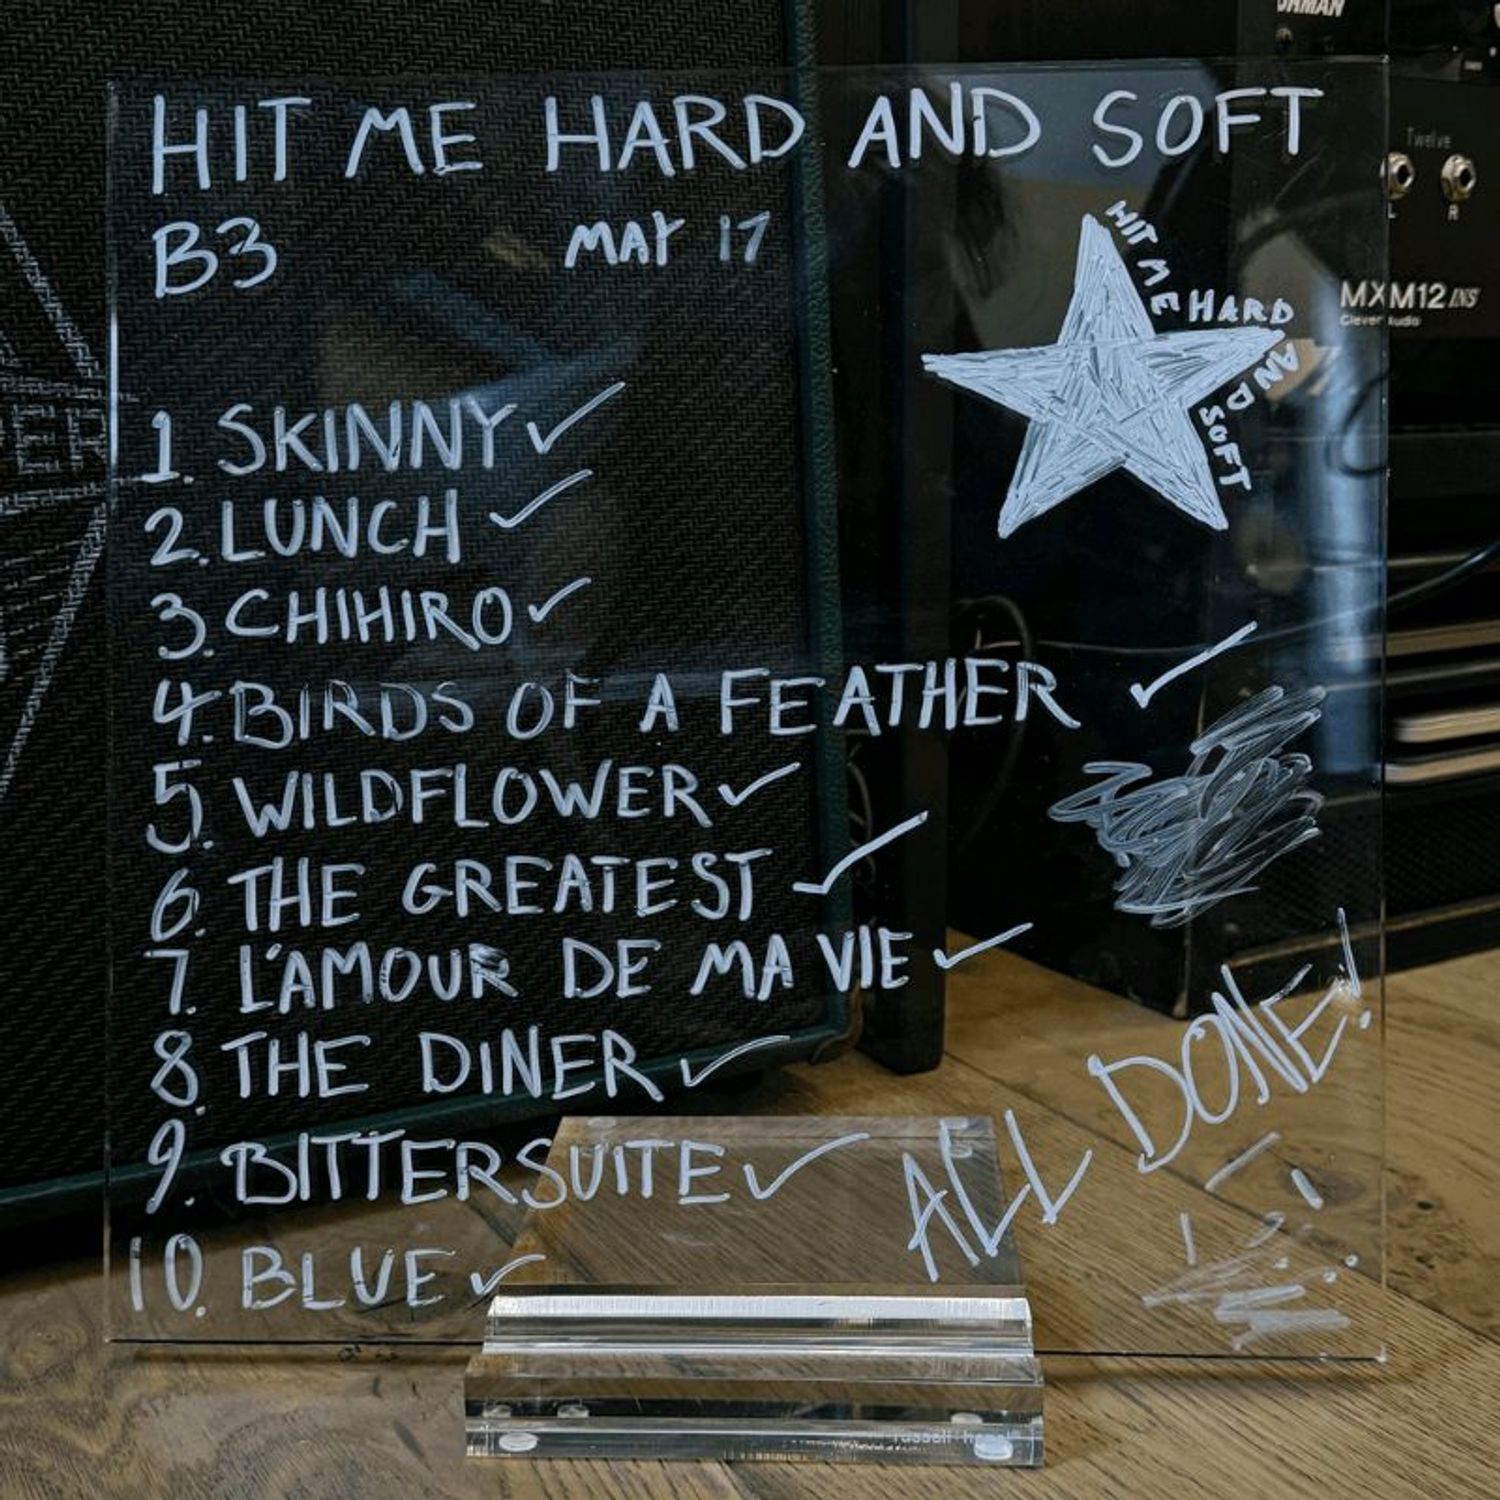 HIT ME HARD AND SOFT
B3
MAY 17
HIT ME HARD AND SOFT
1. SKINNY ✓
2. LUNCH ✓
3. CHIHIRO ✓
4. BIRDS OF A FEATHER ✓
5. WILDFLOWER ✓
6. THE GREATEST ✓
7. L'AMOUR DE MA VIE ✓
8. THE DINER ✓
9. BITTERSUITE ✓
10. BLUE ✓
ALL DONE!
Twelve
L R
MXM12 INS
Clever Audio